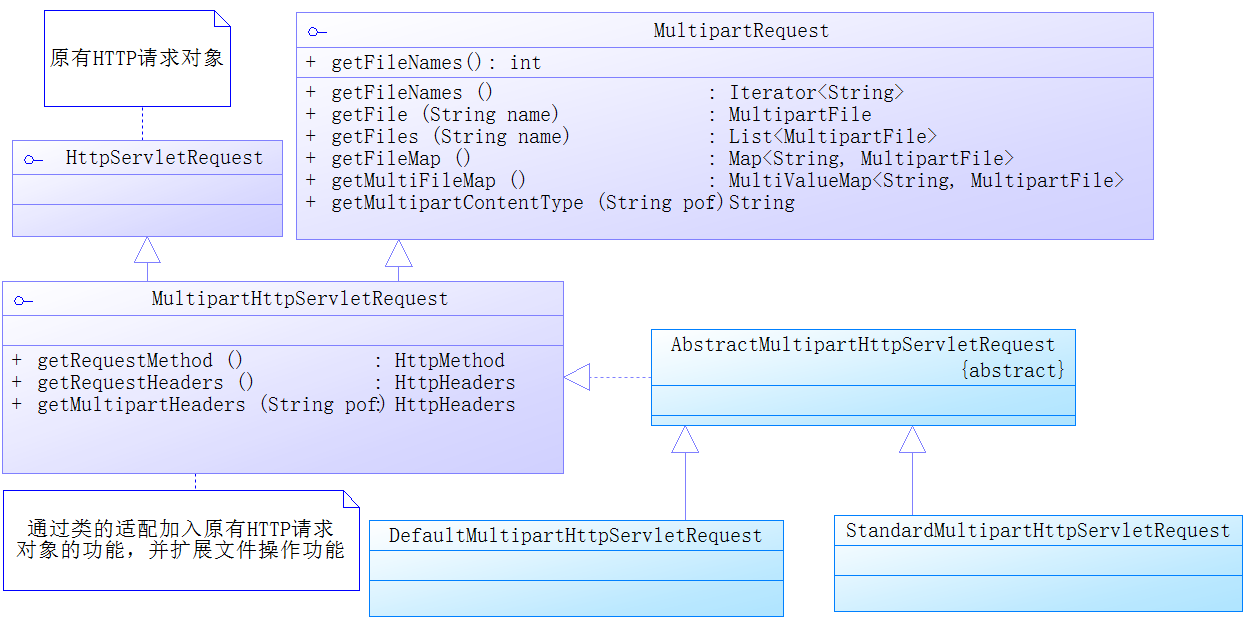 原有HTTP请求对象
HttpServletRequest
MultipartRequest
+ getFileNames(): int
+ getFileNames () : Iterator<String>
+ getFile (String name) : MultipartFile
+ getFiles (String name) : List<MultipartFile>
+ getFileMap () : Map<String, MultipartFile>
+ getMultiFileMap () : MultiValueMap<String, MultipartFile>
+ getMultipartContentType (String pof) : String
MultipartHttpServletRequest
+ getRequestMethod () : HttpMethod
+ getRequestHeaders () : HttpHeaders
+ getMultipartHeaders (String pof) : HttpHeaders
通过类的适配加入原有HTTP请求
对象的功能，并扩展文件操作功能
AbstractMultipartHttpServletRequest
{abstract}
DefaultMultipartHttpServletRequest
StandardMultipartHttpServletRequest